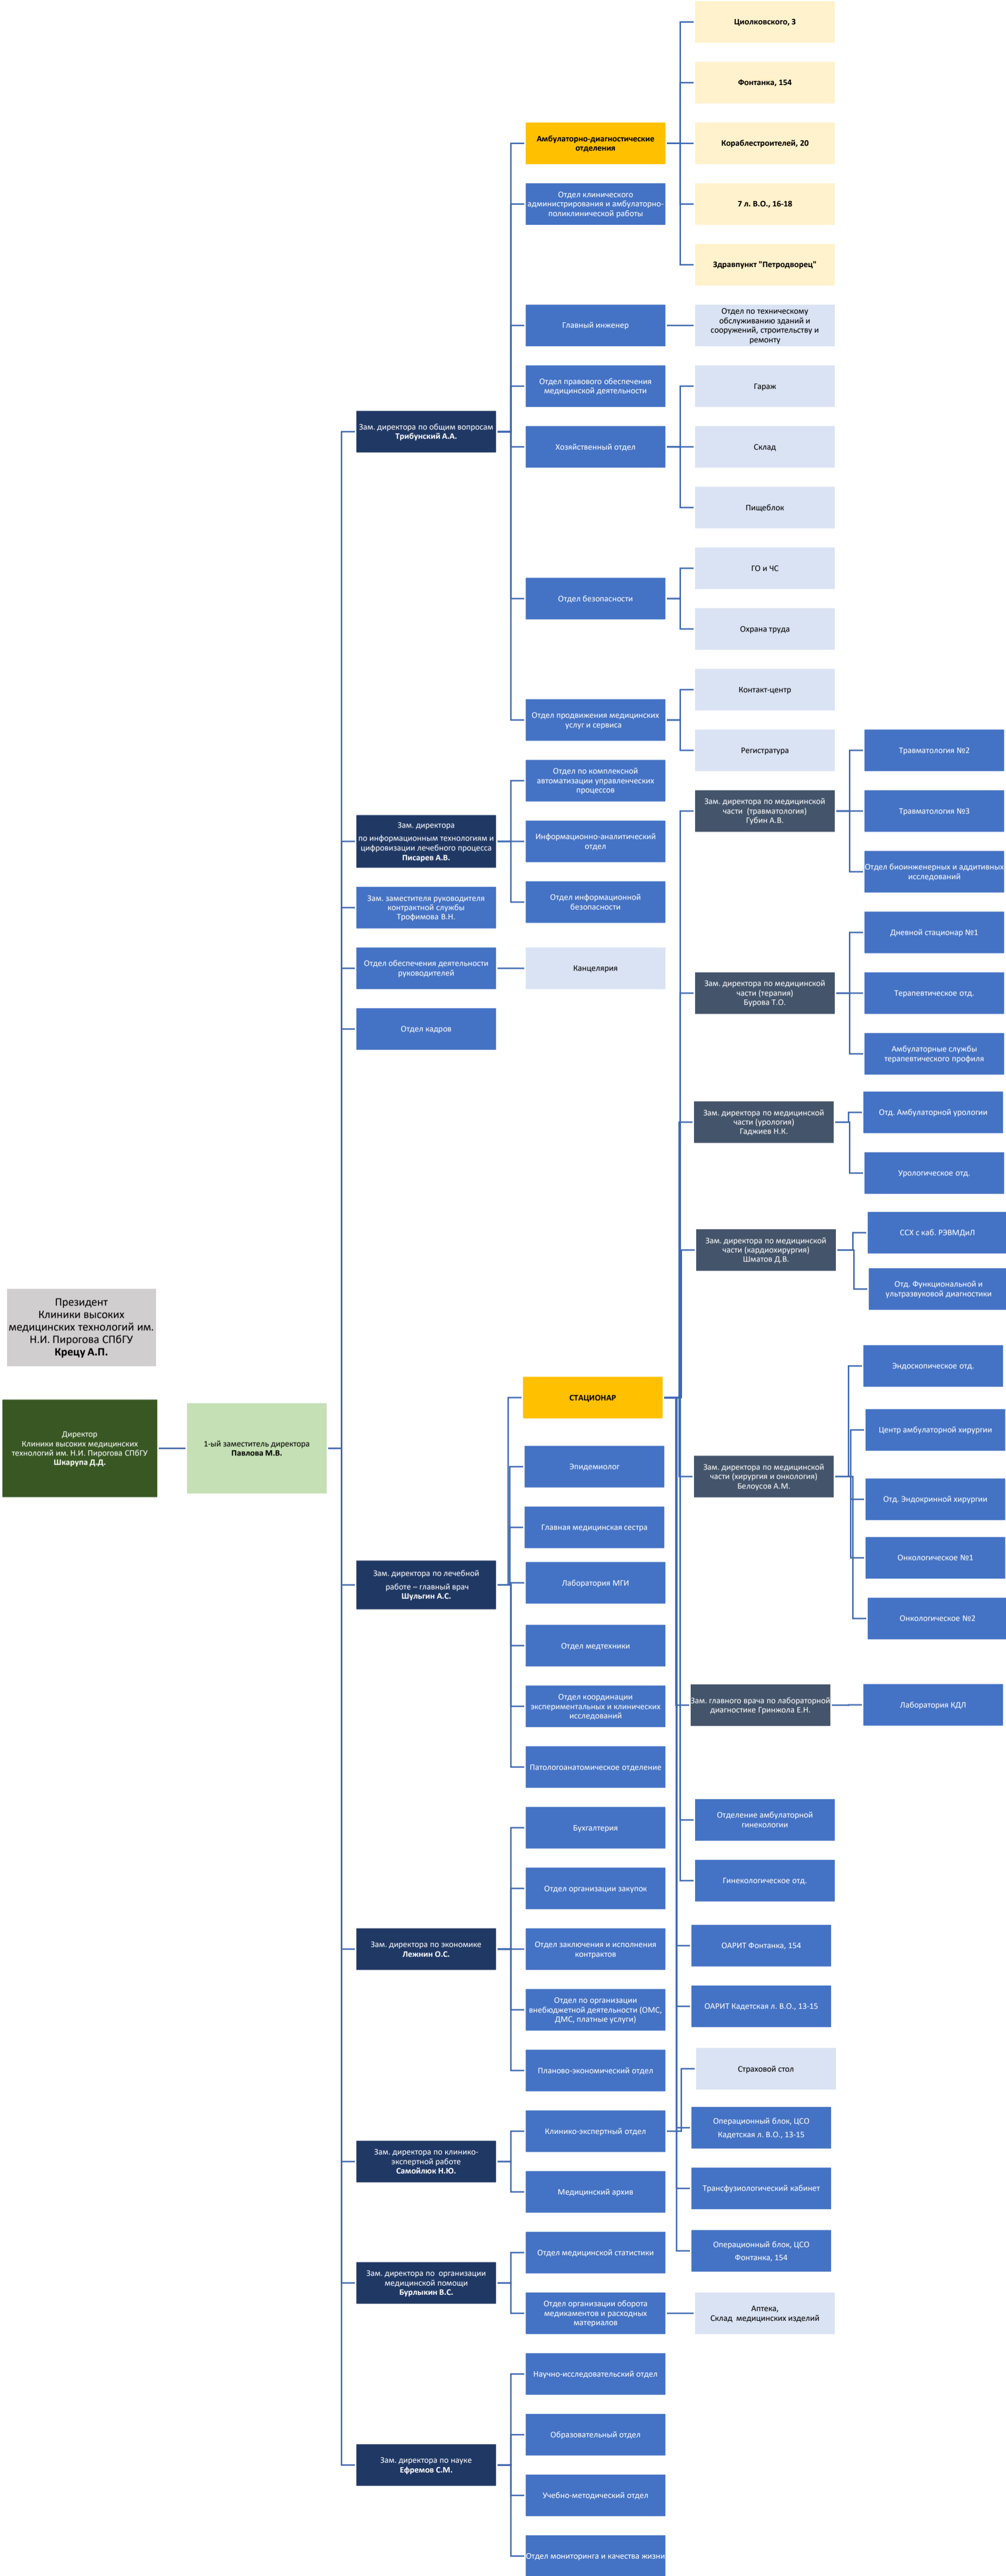 Президент
Клиники высоких
медицинских технологий им.
Н.И. Пирогова СПбГУ
Крецу А.П.
Директор
Клиники высоких медицинских
технологий им. Н.И. Пирогова СПбГУ
Шкарупа Д.Д.
1-ый заместитель директора
Павлова М.В.
Зам. директора по общим вопросам
Трибунский А.А.
Зам. директора
по информационным технологиям и
цифровизации лечебного процесса
Писарев А.В.
Зам. заместителя руководителя
контрактной службы
Трофимова В.Н.
Отдел обеспечения деятельности
руководителей
Отдел кадров
Зам. директора по лечебной
работе – главный врач
Шульгин А.С.
Зам. директора по экономике
Лежнин О.С.
Зам. директора по клинико-
экспертной работе
Самойлюк Н.Ю.
Зам. директора по  организации
медицинской помощи
Бурлыкин В.С.
Зам. директора по науке
Ефремов С.М.
Амбулаторно-диагностические
отделения
Отдел клинического
администрирования и амбулаторно-
поликлинической работы
Главный инженер
Отдел правового обеспечения
медицинской деятельности
Хозяйственный отдел
Отдел безопасности
Отдел продвижения медицинских
услуг и сервиса
Отдел по комплексной
автоматизации управленческих
процессов
Информационно-аналитический
отдел
Отдел информационной
безопасности
Канцелярия
СТАЦИОНАР
Эпидемиолог
Главная медицинская сестра
Лаборатория МГИ
Отдел медтехники
Отдел координации
экспериментальных и клинических
исследований
Патологоанатомическое отделение
Бухгалтерия
Отдел организации закупок
Отдел заключения и исполнения
контрактов
Отдел по организации
внебюджетной деятельности (ОМС,
ДМС, платные услуги)
Планово-экономический отдел
Клинико-экспертный отдел
Медицинский архив
Отдел медицинской статистики
Отдел организации оборота
медикаментов и расходных
материалов
Научно-исследовательский отдел
Образовательный отдел
Учебно-методический отдел
Отдел мониторинга и качества жизни
Циолковского, 3
Фонтанка, 154
Кораблестроителей, 20
7 л. В.О., 16-18
Здравпункт "Петродворец"
Отдел по техническому
обслуживанию зданий и
сооружений, строительству и
ремонту
Гараж
Склад
Пищеблок
ГО и ЧС
Охрана труда
Контакт-центр
Регистратура
Зам. директора по медицинской
части  (травматология)
Губин А.В.
Зам. директора по медицинской
части (терапия)
Бурова Т.О.
Зам. директора по медицинской
части (урология)
Гаджиев Н.К.
Зам. директора по медицинской
части (кардиохирургия)
Шматов Д.В.
Зам. директора по медицинской
части (хирургия и онкология)
Белоусов А.М.
Зам. главного врача по лабораторной
диагностике Гринжола Е.Н.
Отделение амбулаторной
гинекологии
Гинекологическое отд.
ОАРИТ Фонтанка, 154
ОАРИТ Кадетская л. В.О., 13-15
Страховой стол
Операционный блок, ЦСО
Кадетская л. В.О., 13-15
Трансфузиологический кабинет
Операционный блок, ЦСО
Фонтанка, 154
Аптека,
Склад  медицинских изделий
Травматология №2
Травматология №3
Отдел биоинженерных и аддитивных
исследований
Дневной стационар №1
Терапевтическое отд.
Амбулаторные службы
терапевтического профиля
Отд. Амбулаторной урологии
Урологическое отд.
ССХ с каб. РЭВМДиЛ
Отд. Функциональной и
ультразвуковой диагностики
Эндоскопическое отд.
Центр амбулаторной хирургии
Отд. Эндокринной хирургии
Онкологическое №1
Онкологическое №2
Лаборатория КДЛ